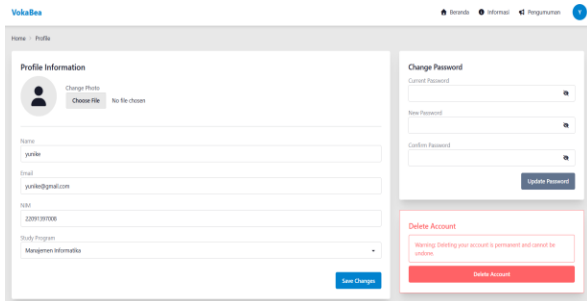 VokaBea
Beranda Informasi Pengumuman
Y
Home / Profile
Profile Information
Change Photo
Choose File No file chosen
Name
yunike
Email
yunike@gmail.com
NIM
22091397008
Study Program
Manajemen Informatika
Save Changes
Change Password
Current Password
New Password
Confirm Password
Update Password
Delete Account
Warning: Deleting your account is permanent and cannot be
undone.
Delete Account